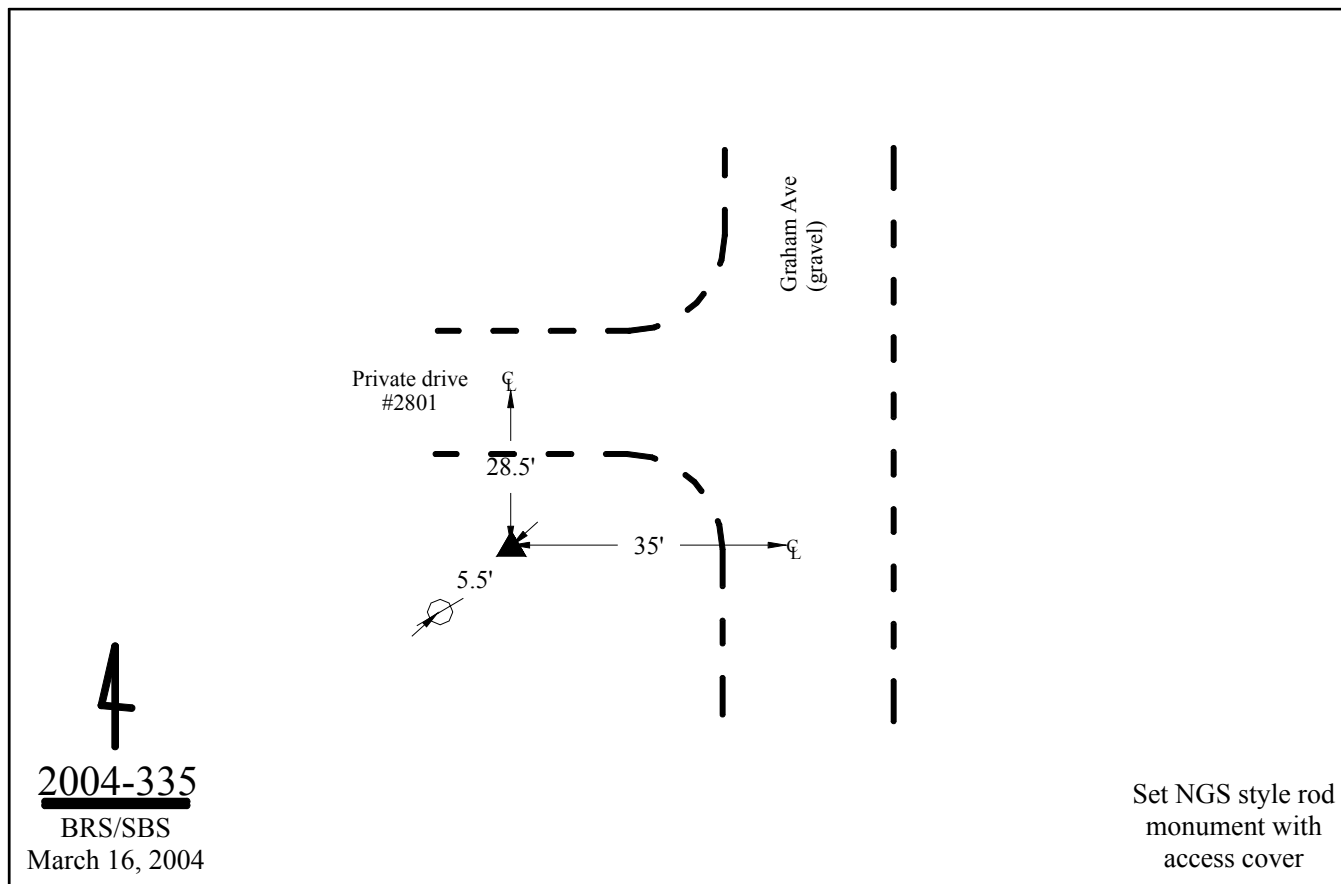 Graham Ave
(gravel)
Private drive
#2801
℄
28.5'
35'
℄
5.5'
2004-335
BRS/SBS
March 16, 2004
Set NGS style rod
monument with
access cover